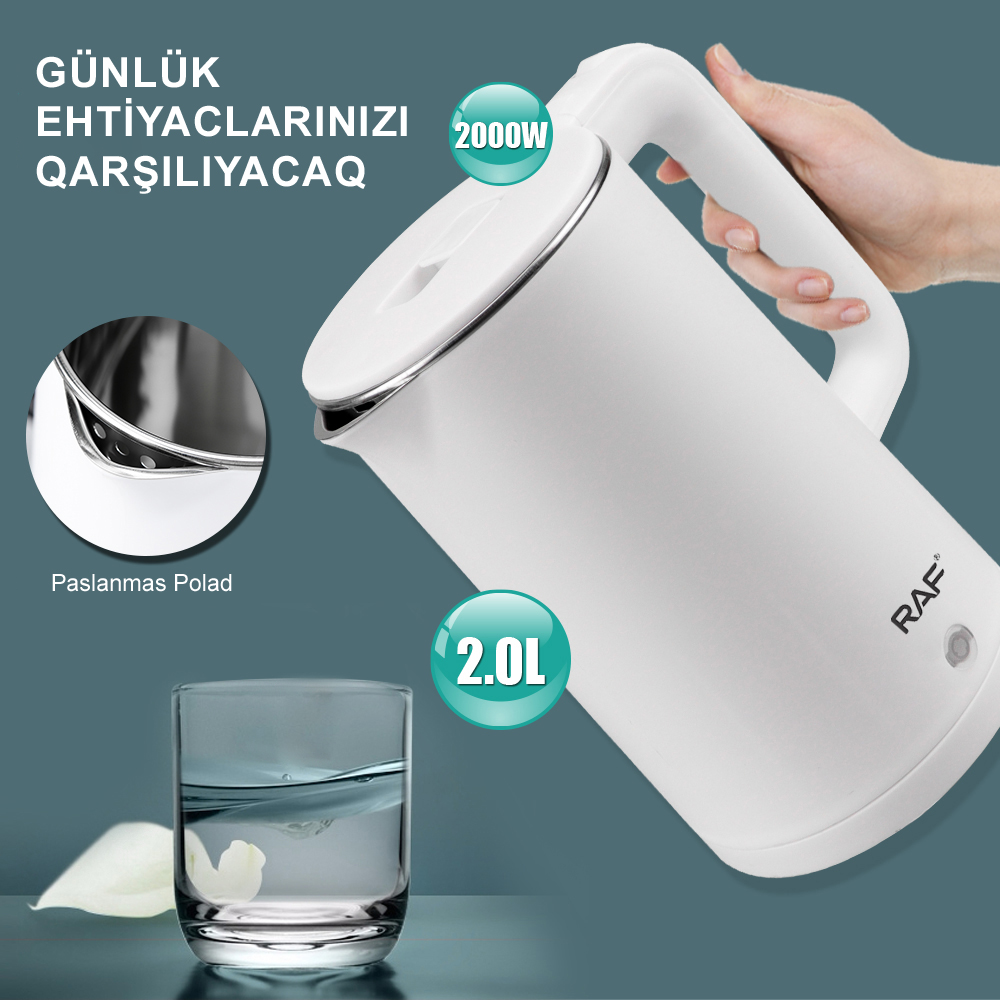 GÜNLÜK
EHTİYACLARINIZI
QARŞILIYACAQ
2000W
Paslanmas Polad
RAF®
2.0L